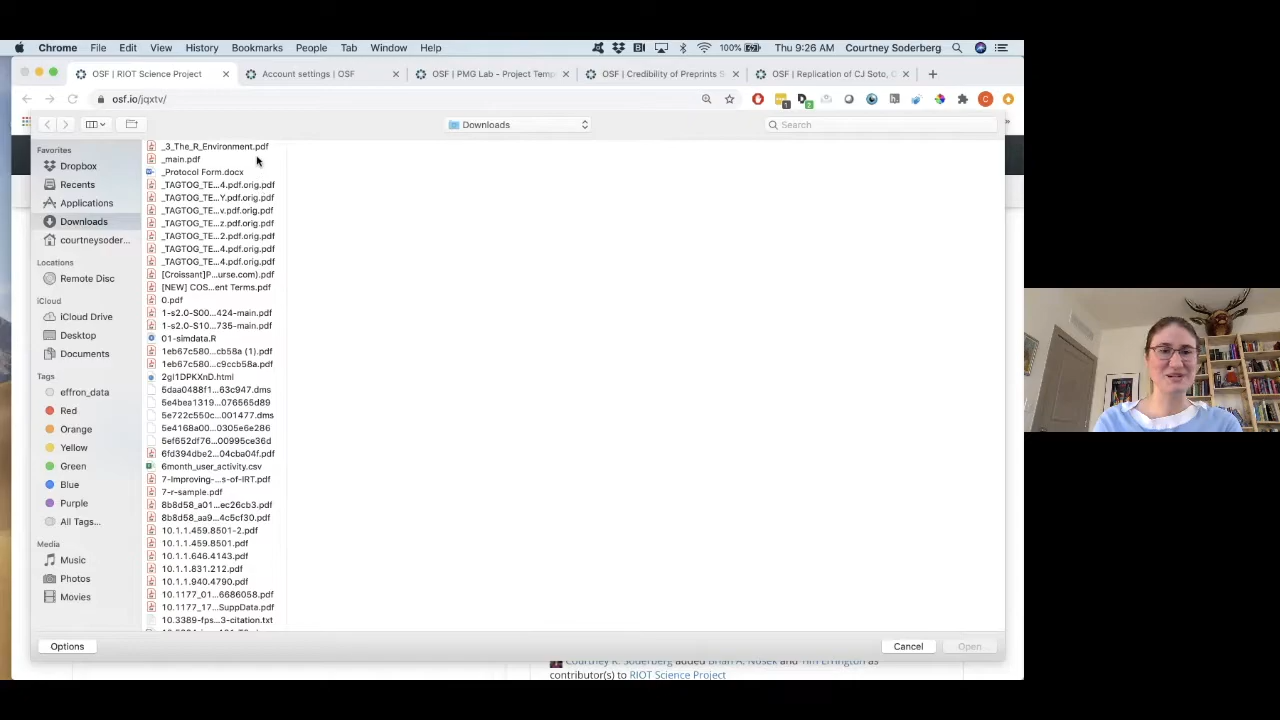 Chrome File Edit View History Bookmarks People Tab Window Help 100% Thu 9:26 AM Courtney Soderberg
OSF | RIOT Science Project
Account settings | OSF
OSF | PMG Lab - Project Temp
OSF | Credibility of Preprints S
OSF | Replication of CJ Soto, C
osf.io/jqxtv/
Downloads
Search
Favorites
Dropbox
Recents
Applications
Downloads
courtneysoder...
Locations
Remote Disc
iCloud
iCloud Drive
Desktop
Documents
Tags
effron_data
Red
Orange
Yellow
Green
Blue
Purple
All Tags...
Media
Music
Photos
Movies
_3_The_R_Environment.pdf
_main.pdf
_Protocol Form.docx
_TAGTOG_TE...4.pdf.orig.pdf
_TAGTOG_TE...Y.pdf.orig.pdf
_TAGTOG_TE...v.pdf.orig.pdf
_TAGTOG_TE...z.pdf.orig.pdf
_TAGTOG_TE...2.pdf.orig.pdf
_TAGTOG_TE...4.pdf.orig.pdf
_TAGTOG_TE...4.pdf.orig.pdf
[Croissant]P...urse.com).pdf
[NEW] COS...ent Terms.pdf
0.pdf
1-s2.0-S00...424-main.pdf
1-s2.0-S10...735-main.pdf
01-simdata.R
1eb67c580...cb58a (1).pdf
1eb67c580...c9ccb58a.pdf
2gl1DPKXnD.html
5daa0488f1...63c947.dms
5e4bea1319...076565d89
5e722c550c...001477.dms
5e4168a00...0305e6e286
5ef652df76...00995ce36d
6fd394dbe2...04cba04f.pdf
6month_user_activity.csv
7-Improving-...s-of-IRT.pdf
7-r-sample.pdf
8b8d58_a01...ec26cb3.pdf
8b8d58_aa9...4c5cf30.pdf
10.1.1.459.8501-2.pdf
10.1.1.459.8501.pdf
10.1.1.646.4143.pdf
10.1.1.831.212.pdf
10.1.1.940.4790.pdf
10.1177_01...6686058.pdf
10.1177_17...SuppData.pdf
10.3389-fps...3-citation.txt
Options
Cancel
Open
Courtney K. Soderberg added Brian A. Nosek and Tim Errington as
contributor(s) to RIOT Science Project